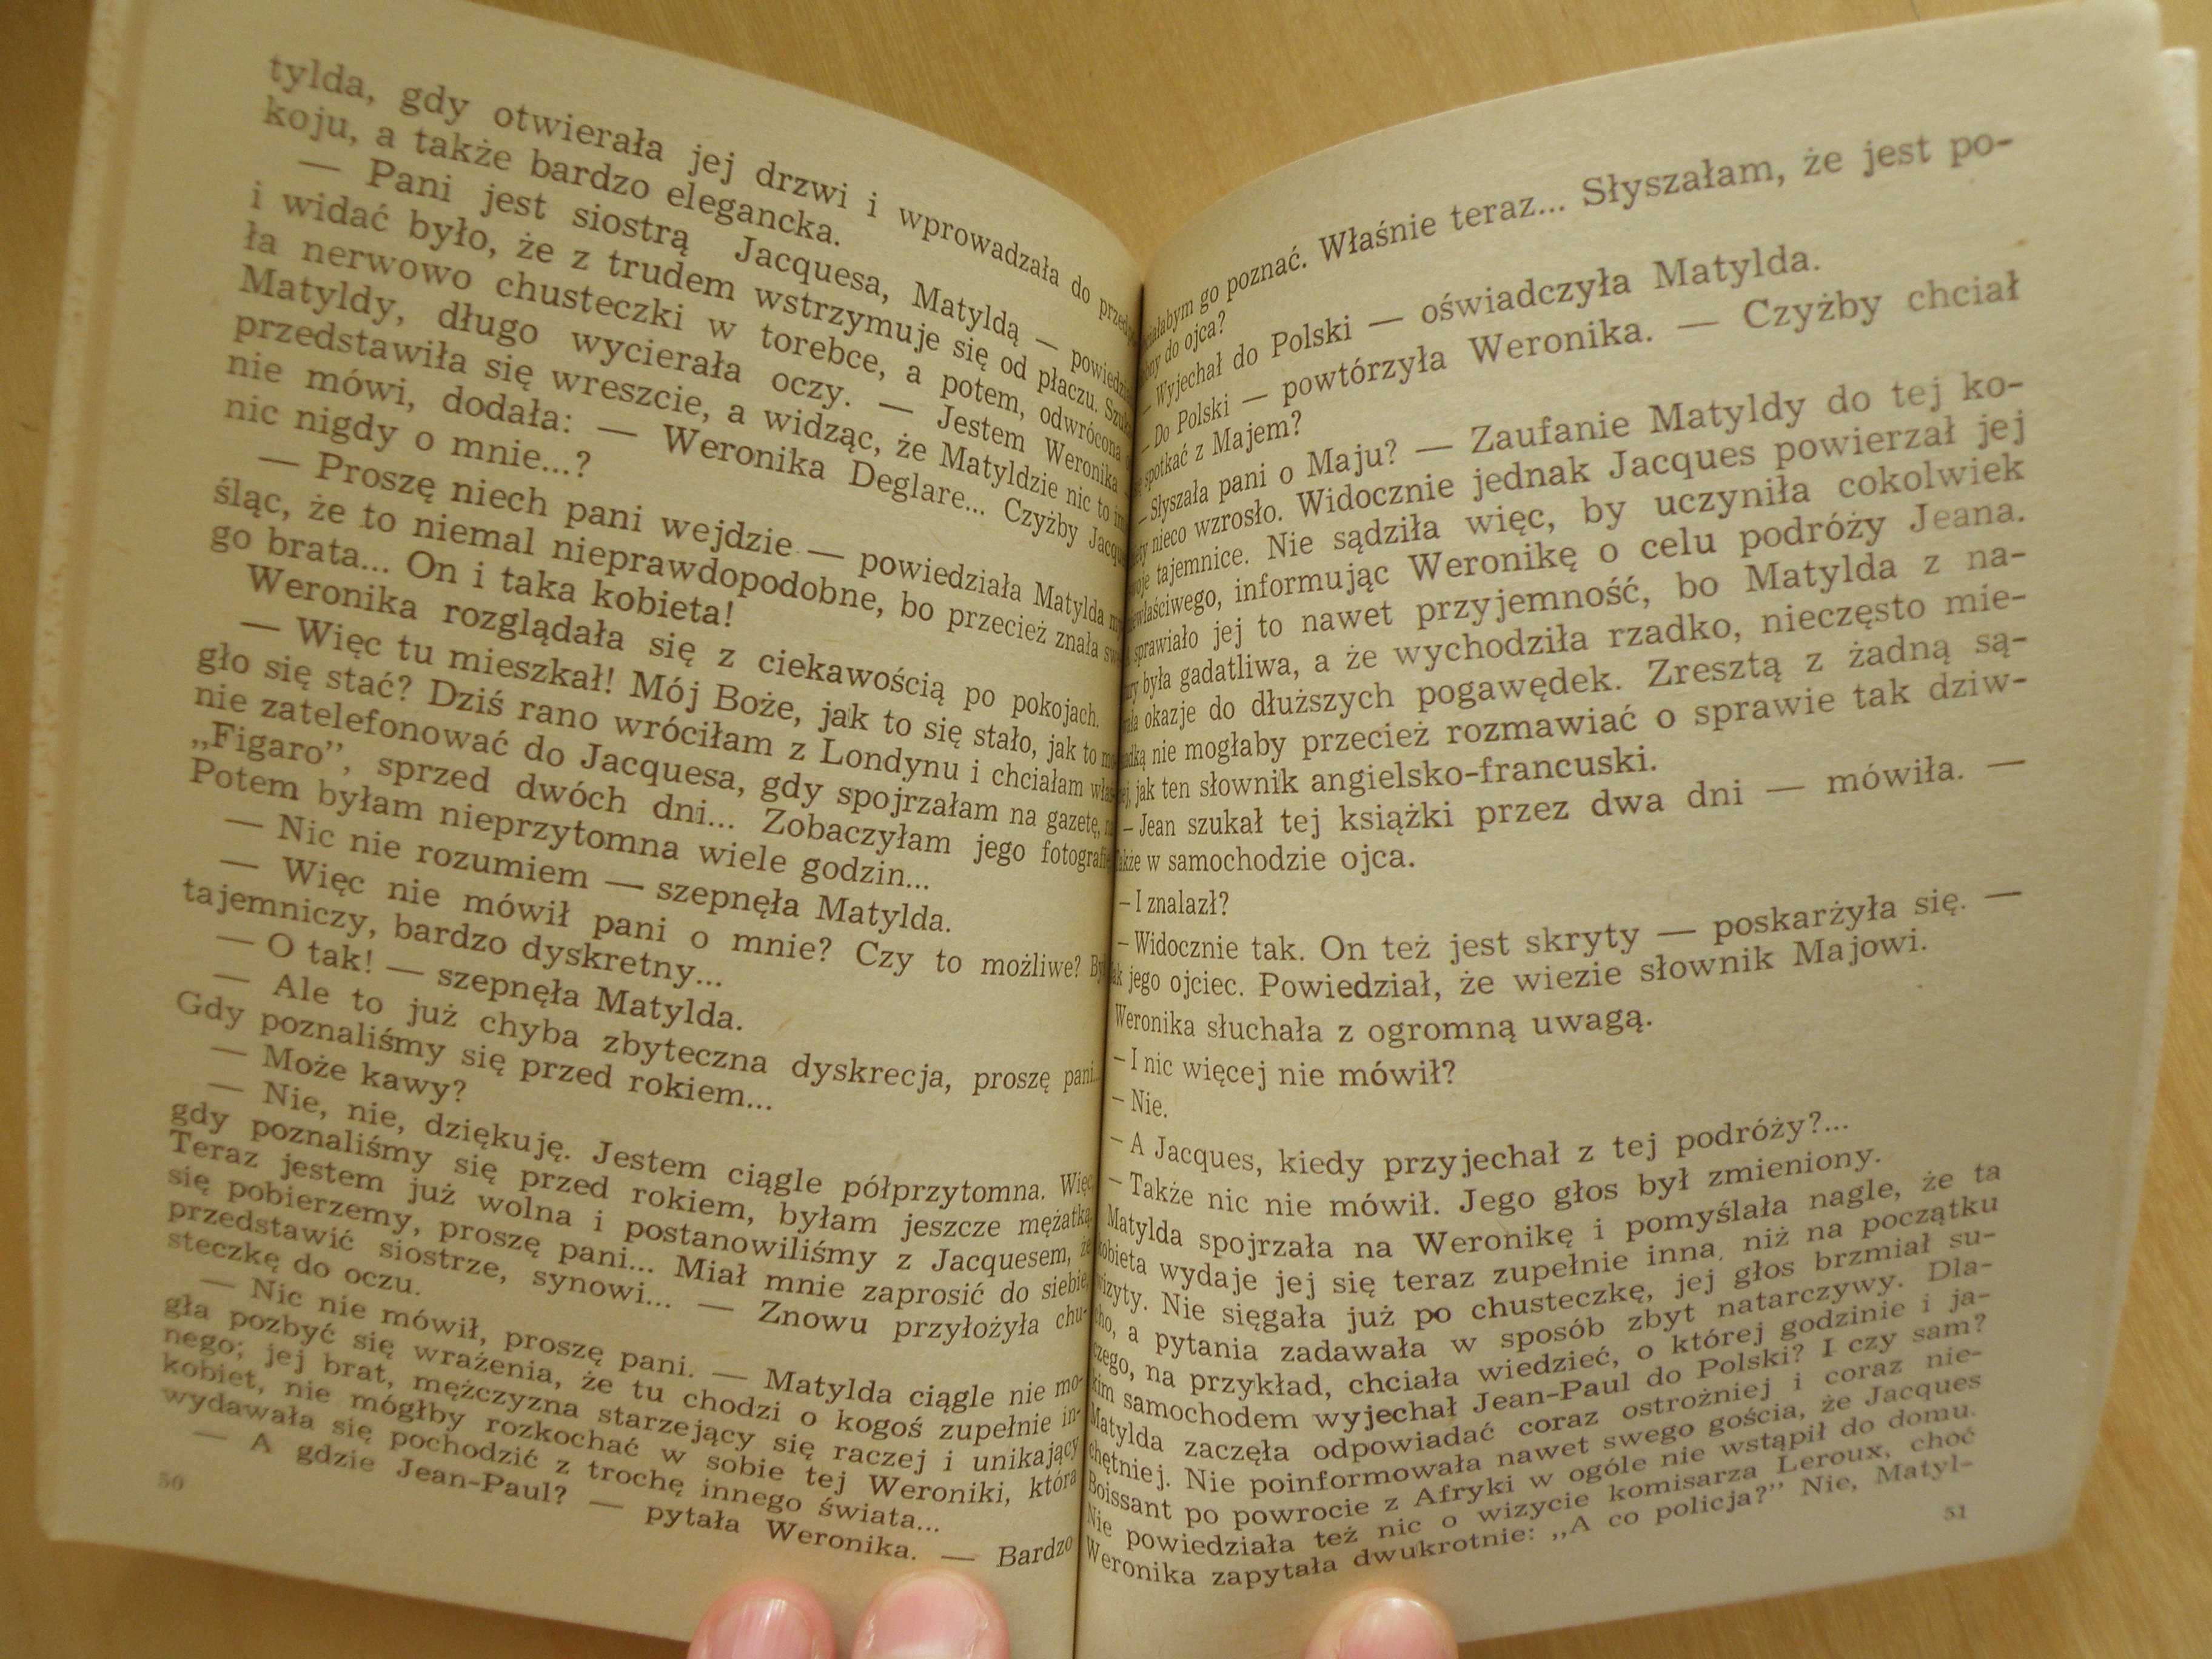 tylda, gdy otwierała jej drzwi i wprowadzała do
koju, a także bardzo elegancka.
— Pani jest siostrą Jacquesa, Matyldą —
i widać było, że z trudem wstrzymuje się od płaczu.
ła nerwowo chusteczki w torebce, a potem, odwrócona
Matyldy, długo wycierała oczy. — Jestem Weronika
przedstawiła się wreszcie, a widząc, że Matyldzie nic to
nie mówi, dodała: — Weronika Deglare... Czyżby
nic nigdy o mnie...?
— Proszę niech pani wejdzie — powiedziała Matylda
śląc, że to niemal nieprawdopodobne, bo przecież znała
go brata... On i taka kobieta!
Weronika rozglądała się z ciekawością po pokojach.
— Więc tu mieszkał! Mój Boże, jak to się stało, jak to
gło się stać? Dziś rano wróciłam z Londynu i chciałam
nie zatelefonować do Jacquesa, gdy spojrzałam na gazetę,
„Figaro”, sprzed dwóch dni... Zobaczyłam jego
Potem byłam nieprzytomna wiele godzin...
— Nic nie rozumiem — szepnęła Matylda.
— Więc nie mówił pani o mnie? Czy to możliwe?
tajemniczy, bardzo dyskretny...
— O tak! — szepnęła Matylda.
— Ale to już chyba zbyteczna dyskrecja, proszę
Gdy poznaliśmy się przed rokiem...
— Może kawy?
— Nie, nie, dziękuję. Jestem ciągle półprzytomna. Więc
gdy poznaliśmy się przed rokiem, byłam jeszcze mężatką.
Teraz jestem już wolna i postanowiliśmy z Jacquesem, że
się pobierzemy, proszę pani... Miał mnie zaprosić do siebie,
przedstawić siostrze, synowi... — Znowu przyłożyła chu-
steczkę do oczu.
— Nic nie mówił, proszę pani. — Matylda ciągle nie mo-
gła pozbyć się wrażenia, że tu chodzi o kogoś zupełnie in-
nego; jej brat, mężczyzna starzejący się raczej i unikający
kobiet, nie mógłby rozkochać w sobie tej Weroniki, która
wydawała się pochodzić z trochę innego świata...
— A gdzie Jean-Paul? — pytała Weronika. — Bardzo
50
go poznać. Właśnie teraz... Słyszałam, że jest po-
do ojca?
— Wyjechał do Polski — oświadczyła Matylda.
— Do Polski — powtórzyła Weronika. — Czyżby chciał
spotkać z Majem?
— Słyszała pani o Maju? — Zaufanie Matyldy do tej ko-
nieco wzrosło. Widocznie jednak Jacques powierzał jej
tajemnice. Nie sądziła więc, by uczyniła cokolwiek
informując Weronikę o celu podróży Jeana.
sprawiało jej to nawet przyjemność, bo Matylda z na-
była gadatliwa, a że wychodziła rzadko, nieczęsto mie-
okazje do dłuższych pogawędek. Zresztą z żadną są-
nie mogłaby przecież rozmawiać o sprawie tak dziw-
jak ten słownik angielsko-francuski.
— Jean szukał tej książki przez dwa dni — mówiła. —
w samochodzie ojca.
— I znalazł?
— Widocznie tak. On też jest skryty — poskarżyła się. —
jego ojciec. Powiedział, że wiezie słownik Majowi.
Weronika słuchała z ogromną uwagą.
— I nic więcej nie mówił?
— Nie.
— A Jacques, kiedy przyjechał z tej podróży?...
— Także nic nie mówił. Jego głos był zmieniony.
Matylda spojrzała na Weronikę i pomyślała nagle, że ta
kobieta wydaje jej się teraz zupełnie inna niż na początku
wizyty. Nie sięgała już po chusteczkę, jej głos brzmiał su-
cho, a pytania zadawała w sposób zbyt natarczywy. Dla-
czego, na przykład, chciała wiedzieć, o której godzinie i ja-
kim samochodem wyjechał Jean-Paul do Polski? I czy sam?
Matylda zaczęła odpowiadać coraz ostrożniej i coraz nie-
chętniej. Nie poinformowała nawet swego gościa, że Jacques
Boissant po powrocie z Afryki w ogóle nie wstąpił do domu.
Nie powiedziała też nic o wizycie komisarza Leroux, choć
Weronika zapytała dwukrotnie: „A co policja?” Nie, Matyl-
51